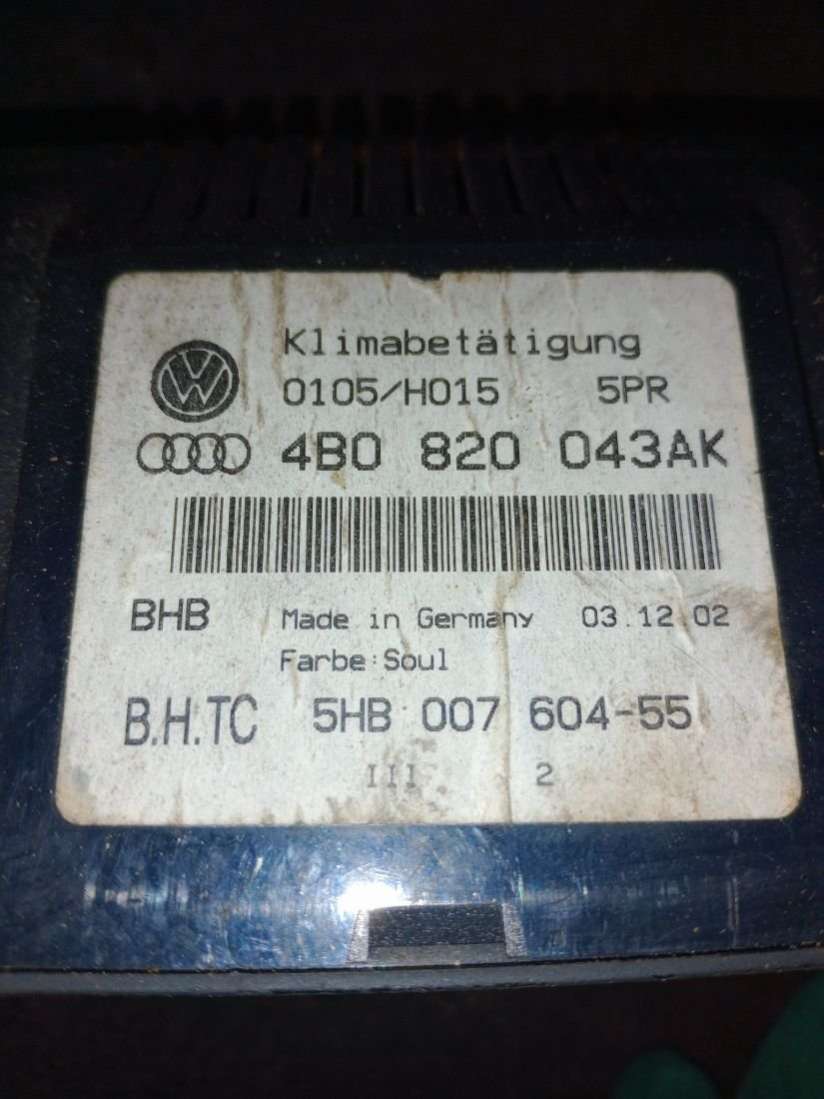 Klimabetätigung
0105/H015 5PR
4B0 820 043AK
BHB Made in Germany 03.12.02
Farbe:Soul
B.H.TC 5HB 007 604-55
III 2